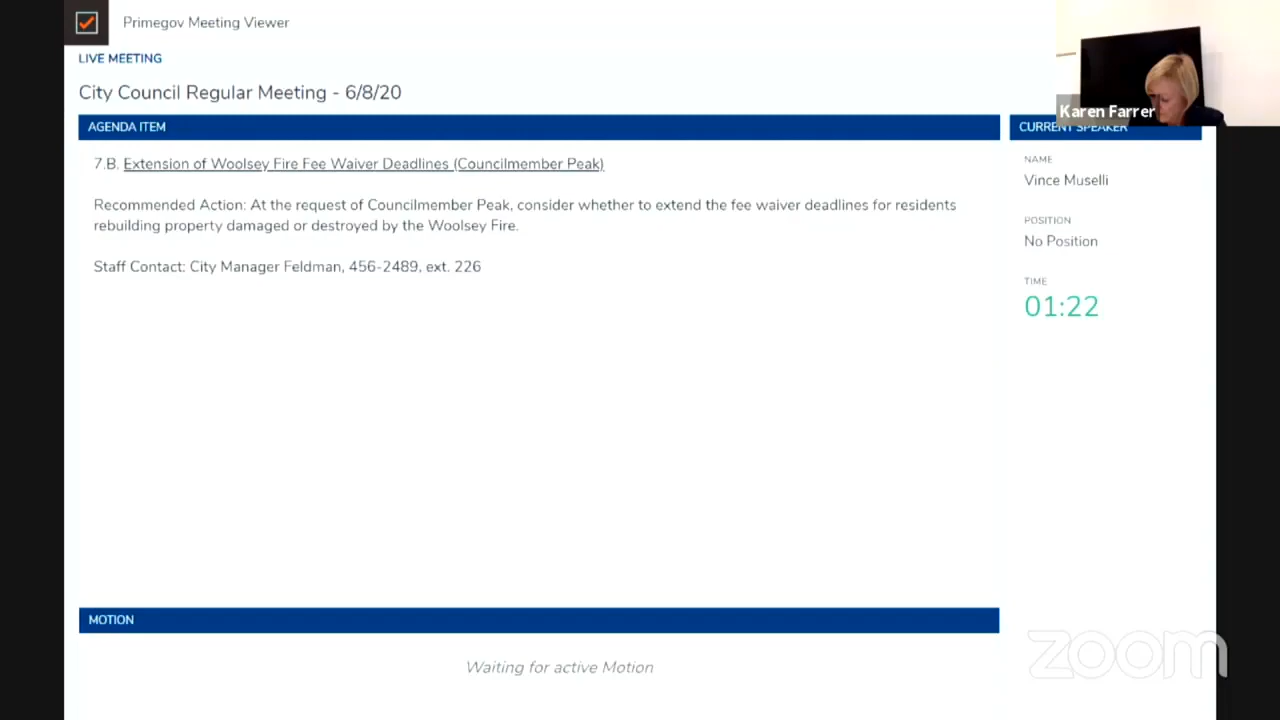 Primegov Meeting Viewer
LIVE MEETING
City Council Regular Meeting - 6/8/20
Karen Farrer
AGENDA ITEM
CURRENT SPEAKER
7.B. Extension of Woolsey Fire Fee Waiver Deadlines (Councilmember Peak)
Recommended Action: At the request of Councilmember Peak, consider whether to extend the fee waiver deadlines for residents
rebuilding property damaged or destroyed by the Woolsey Fire.
Staff Contact: City Manager Feldman, 456-2489, ext. 226
NAME
Vince Muselli
POSITION
No Position
TIME
01:22
MOTION
Waiting for active Motion
zoom